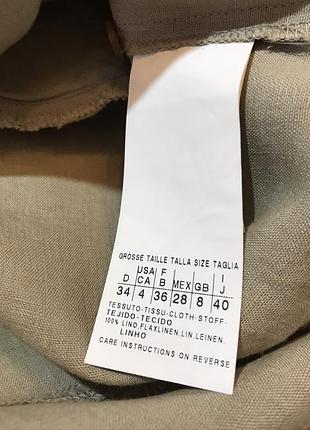 GRÖSSE TAILLE TALLA SIZE TAGLIA
D USA CA F B MEX GB I J
34 4 36 28 8 40
TESSUTO-TISSU-CLOTH-STOFF-
TEJIDO-TECIDO
100% LINO,FLAX,LINEN,LIN,LEINEN,
LINHO
CARE INSTRUCTIONS ON REVERSE